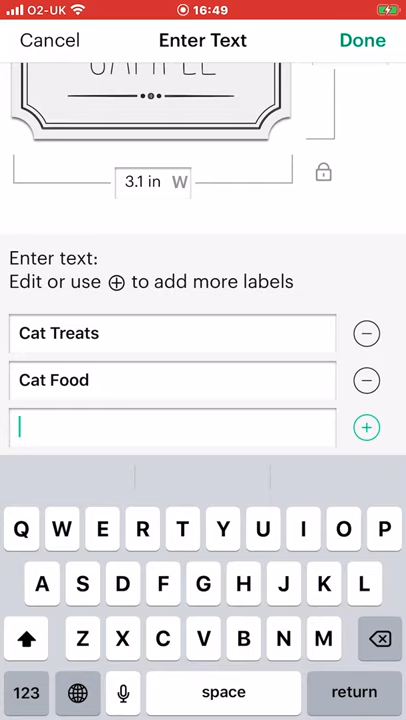 O2-UK 16:49
Cancel Enter Text Done
SAMPLE
3.1 in W
Enter text:
Edit or use ⊕ to add more labels
Cat Treats
Cat Food
Q W E R T Y U I O P
A S D F G H J K L
Z X C V B N M
123 space return